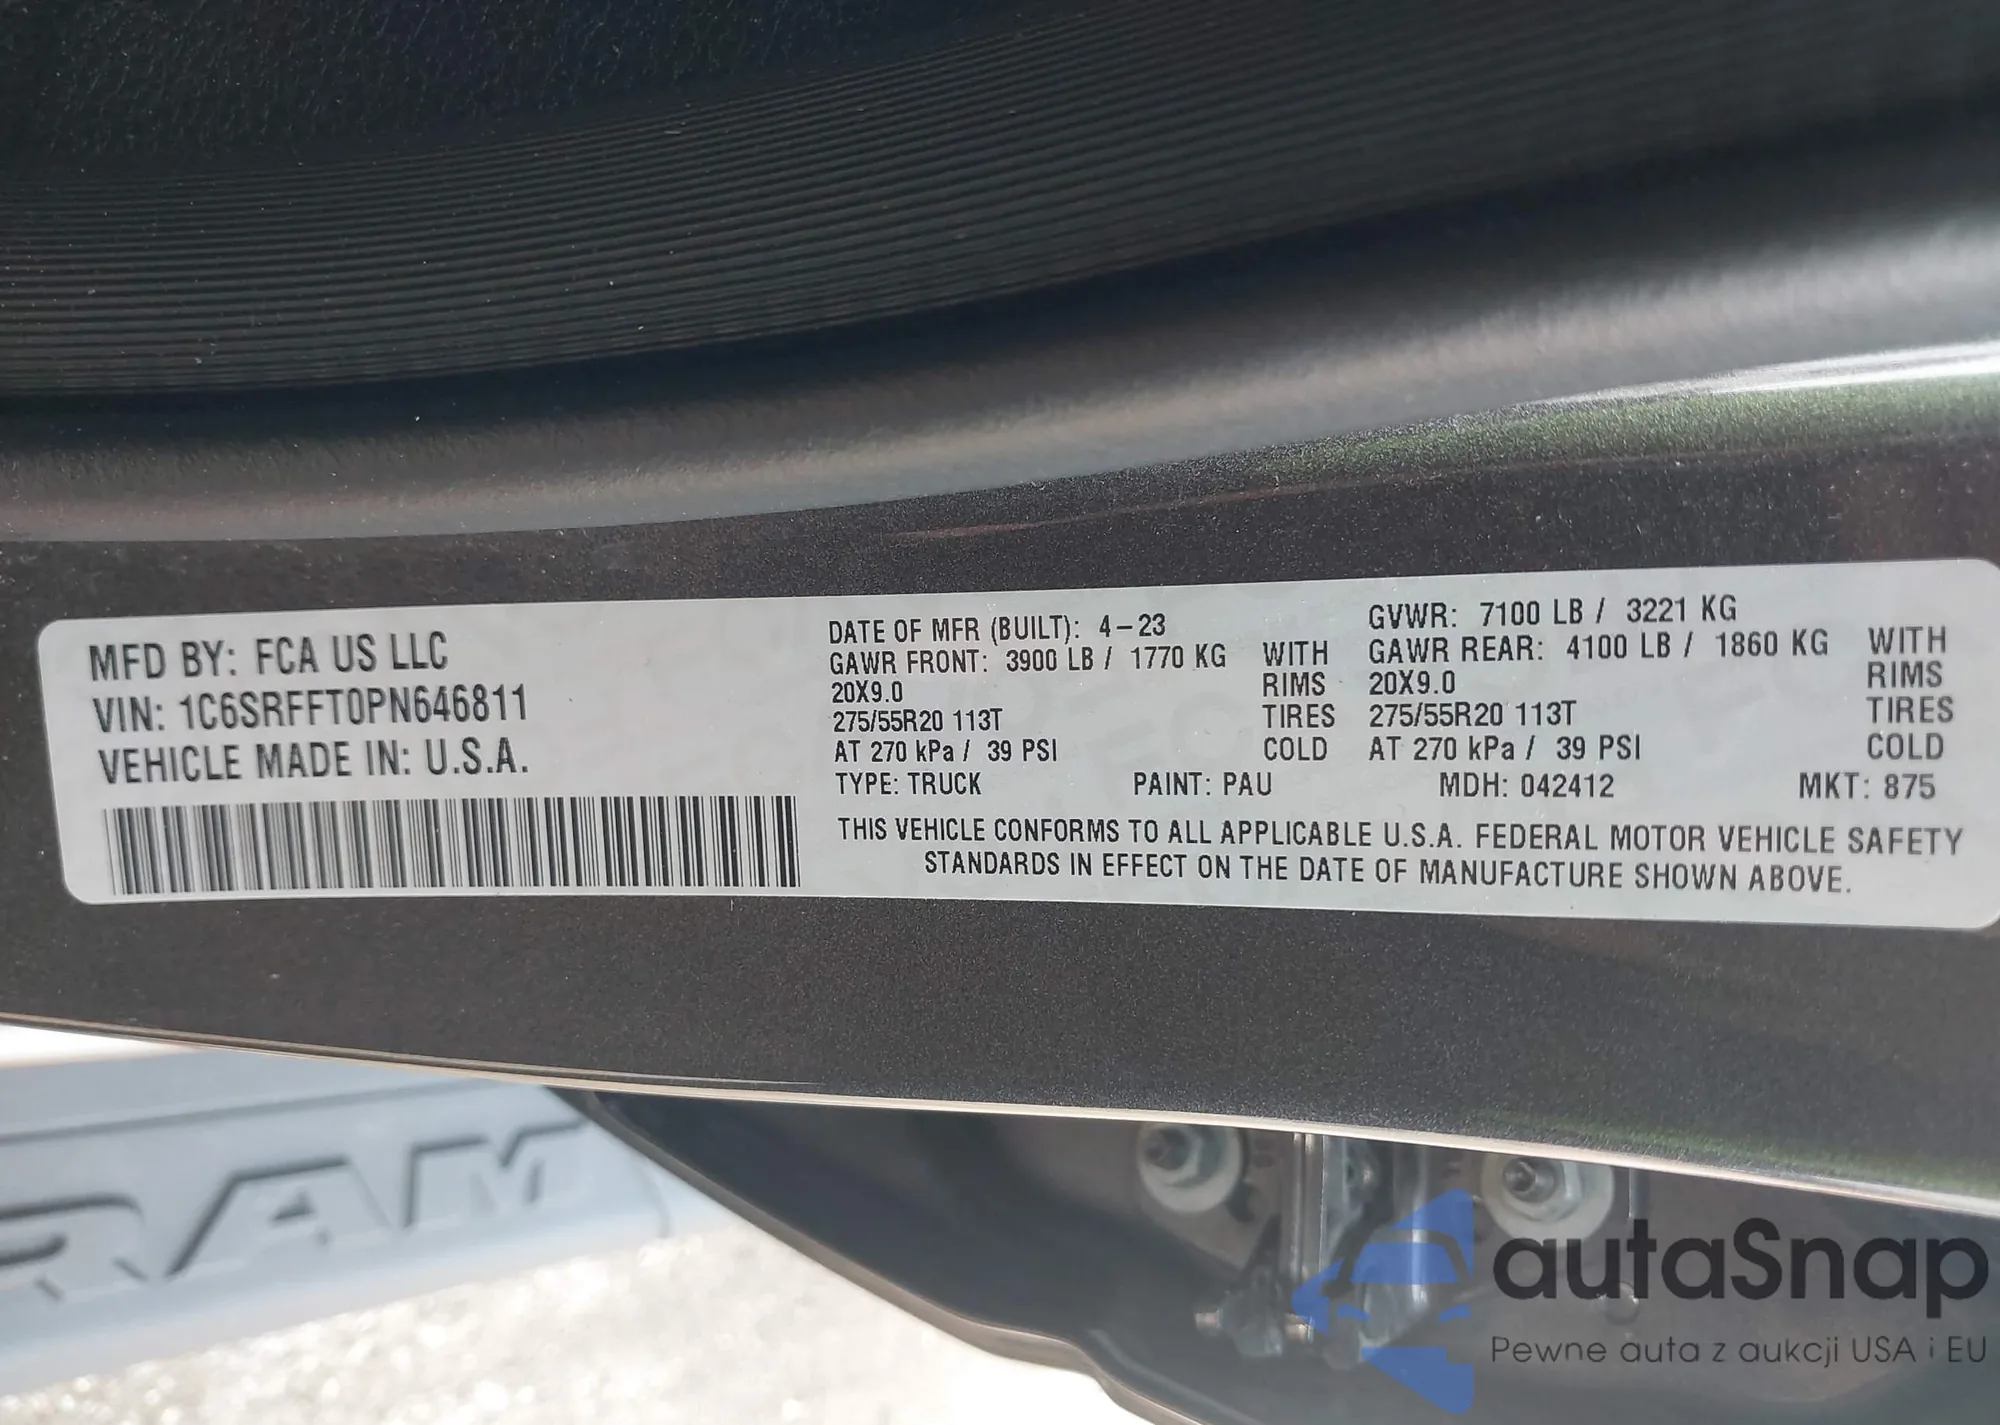 MFD BY: FCA US LLC
VIN: 1C6SRFFT0PN646811
VEHICLE MADE IN: U.S.A.
DATE OF MFR (BUILT): 4-23 GVWR: 7100 LB / 3221 KG
GAWR FRONT: 3900 LB / 1770 KG WITH GAWR REAR: 4100 LB / 1860 KG WITH
20X9.0 RIMS 20X9.0 RIMS
275/55R20 113T TIRES 275/55R20 113T TIRES
AT 270 kPa / 39 PSI COLD AT 270 kPa / 39 PSI COLD
TYPE: TRUCK PAINT: PAU MDH: 042412 MKT: 875
THIS VEHICLE CONFORMS TO ALL APPLICABLE U.S.A. FEDERAL MOTOR VEHICLE SAFETY
STANDARDS IN EFFECT ON THE DATE OF MANUFACTURE SHOWN ABOVE.
RAM
autaSnap
Pewne auta z aukcji USA i EU